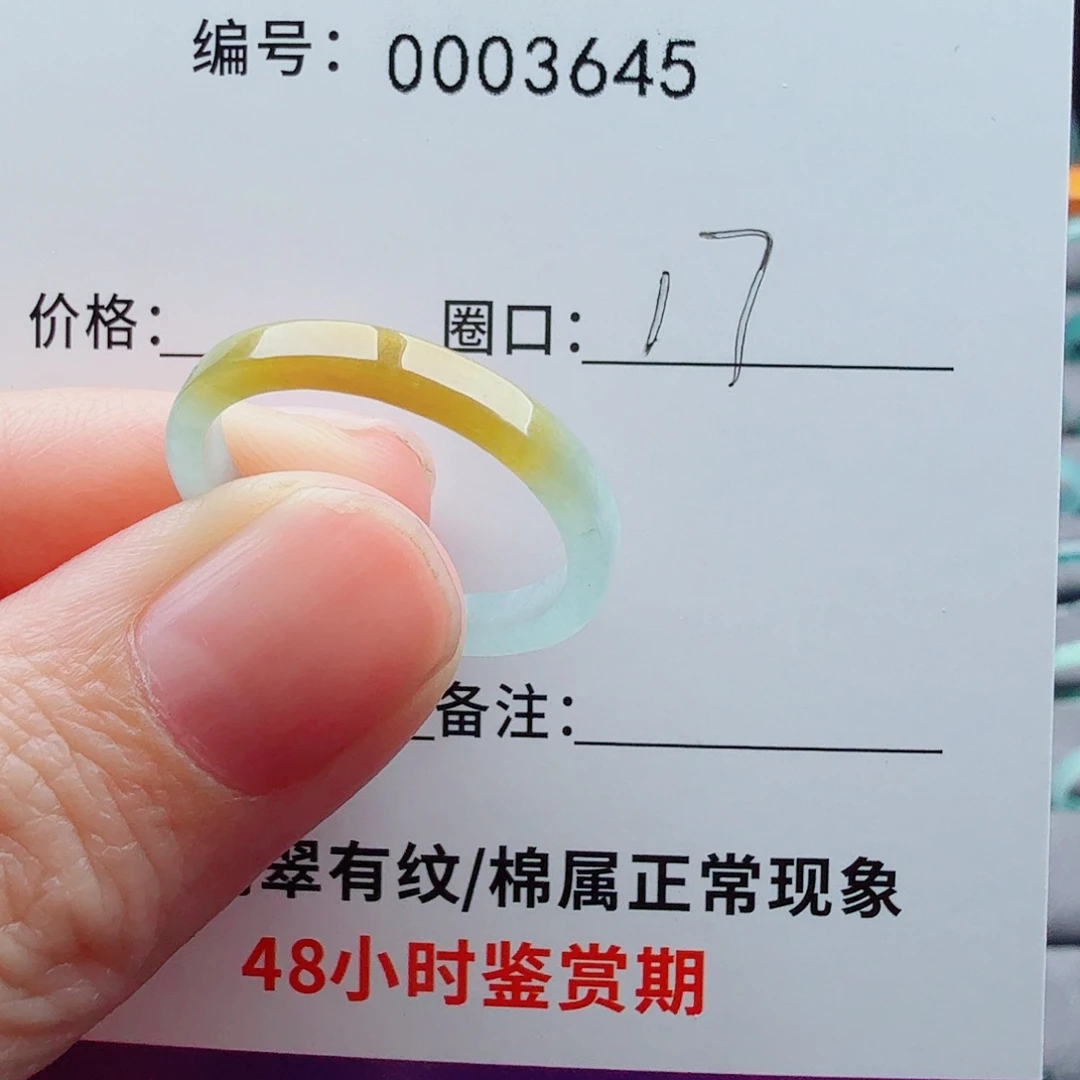 编号：0003645
价格： 圈口：17
备注：
翠有纹/棉属正常现象
48小时鉴赏期